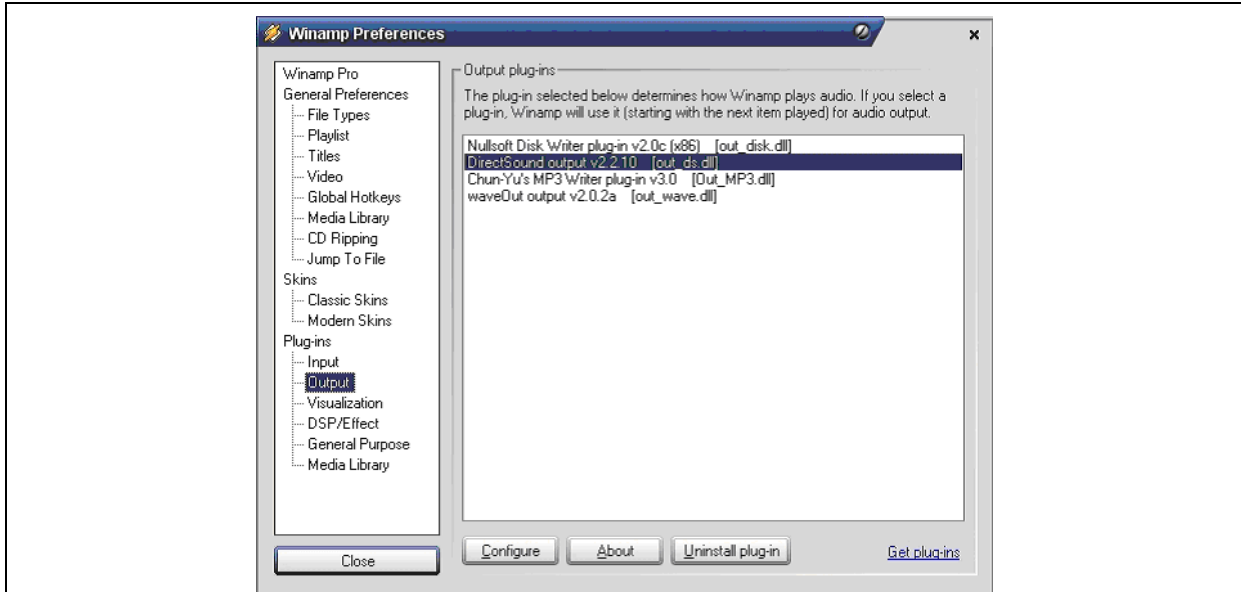 Winamp Preferences
Winamp Pro
General Preferences
File Types
Playlist
Titles
Video
Global Hotkeys
Media Library
CD Ripping
Jump To File
Skins
Classic Skins
Modern Skins
Plug-ins
Input
Output
Visualization
DSP/Effect
General Purpose
Media Library
Close
Output plug-ins
The plug-in selected below determines how Winamp plays audio. If you select a
plug-in, Winamp will use it (starting with the next item played) for audio output.
Nullsoft Disk Writer plug-in v2.0c (x86) [out_disk.dll]
DirectSound output v2.2.10 [out_ds.dll]
Chun-Yu's MP3 Writer plug-in v3.0 [Out_MP3.dll]
waveOut output v2.0.2a [out_wave.dll]
Configure
About
Uninstall plug-in
Get plug-ins